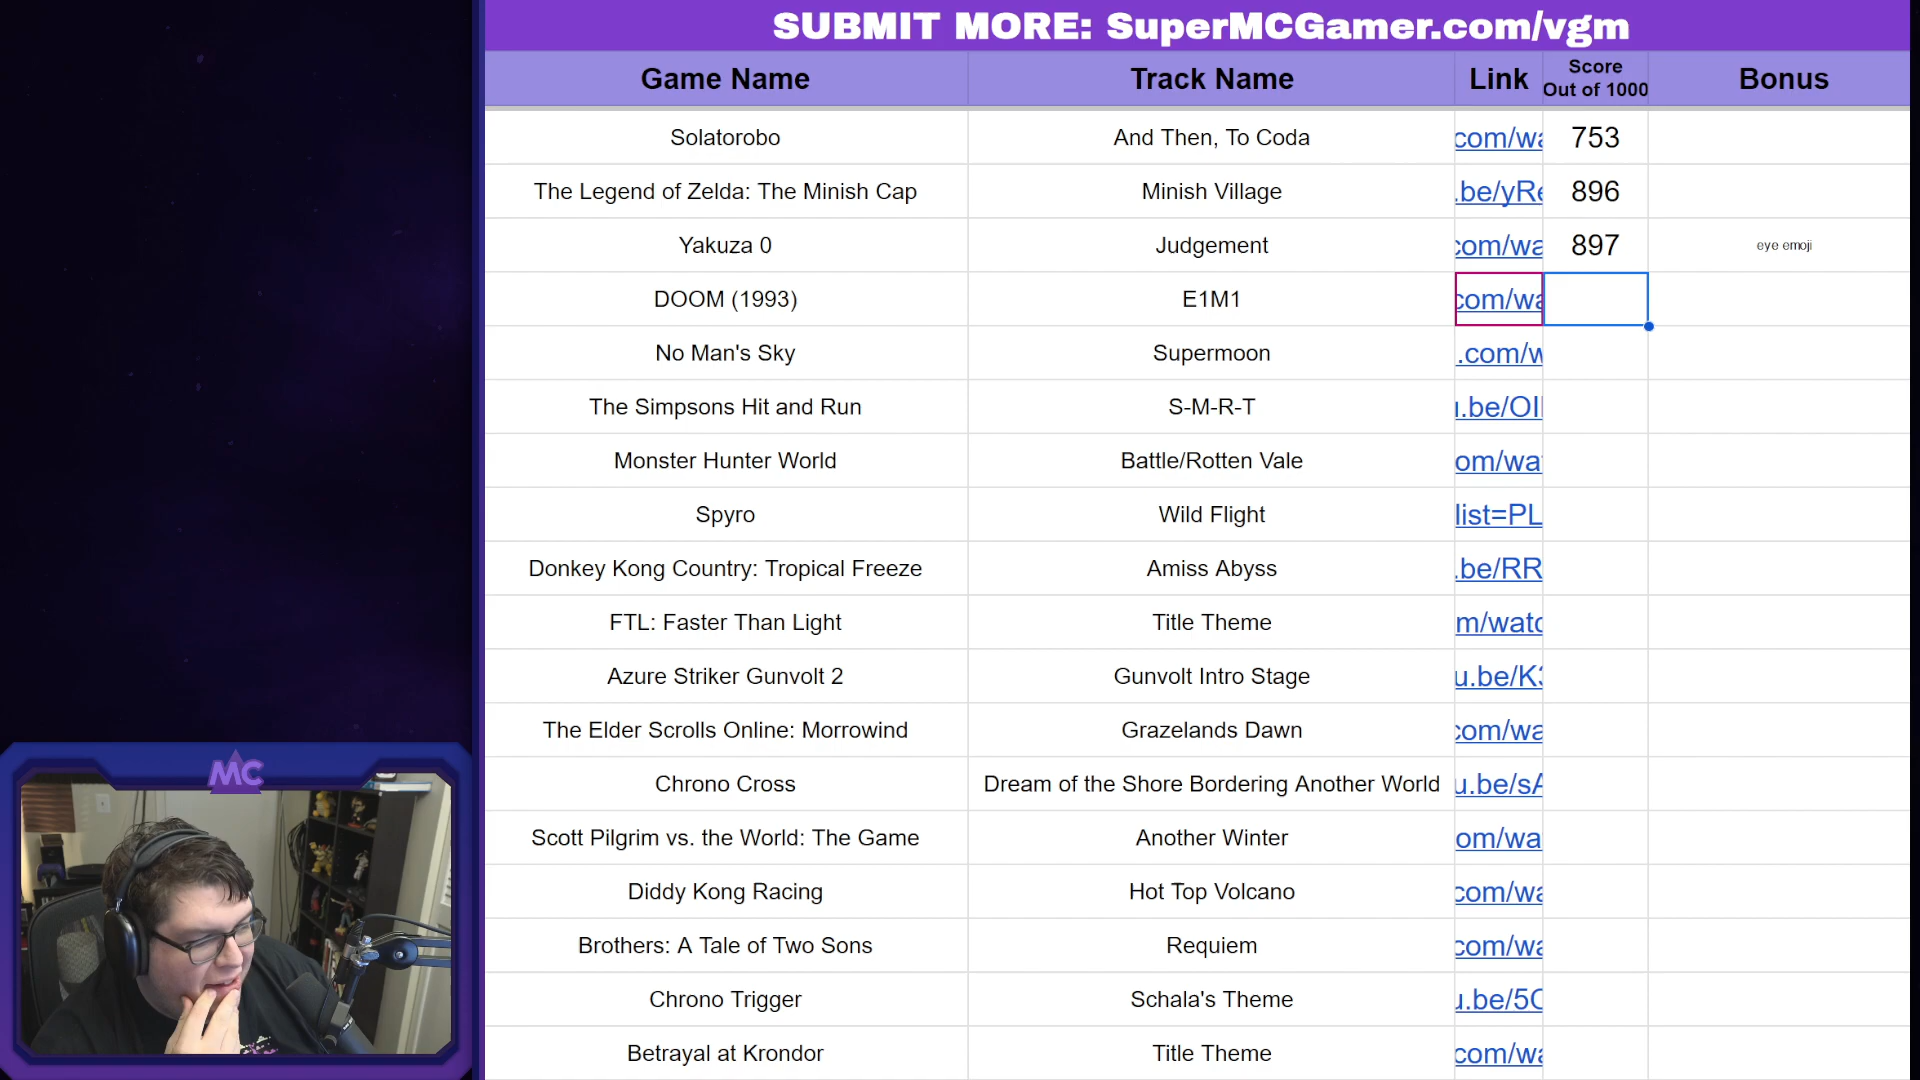 SUBMIT MORE: SuperMCGamer.com/vgm
Game Name Track Name Link Score Out of 1000 Bonus
Solatorobo And Then, To Coda com/wa 753
The Legend of Zelda: The Minish Cap Minish Village .be/yRe 896
Yakuza 0 Judgement com/wa 897 eye emoji
DOOM (1993) E1M1 com/wa
No Man's Sky Supermoon .com/w
The Simpsons Hit and Run S-M-R-T u.be/OI
Monster Hunter World Battle/Rotten Vale om/wat
Spyro Wild Flight list=PL
Donkey Kong Country: Tropical Freeze Amiss Abyss .be/RR
FTL: Faster Than Light Title Theme m/watc
Azure Striker Gunvolt 2 Gunvolt Intro Stage u.be/K3
The Elder Scrolls Online: Morrowind Grazelands Dawn com/wa
Chrono Cross Dream of the Shore Bordering Another World u.be/sA
Scott Pilgrim vs. the World: The Game Another Winter om/wa
Diddy Kong Racing Hot Top Volcano com/wa
Brothers: A Tale of Two Sons Requiem com/wa
Chrono Trigger Schala's Theme u.be/5C
Betrayal at Krondor Title Theme com/wa
MC